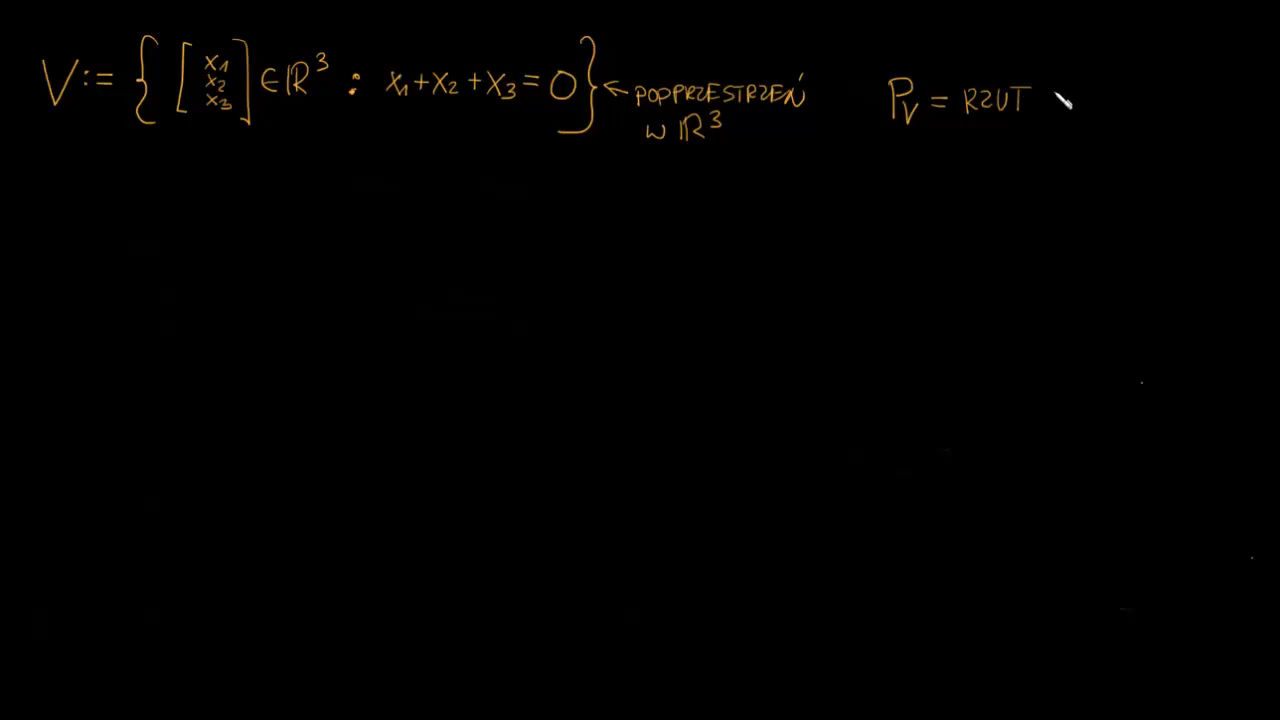 V := { [x₁ x₂ x₃] ∈ ℝ³ : x₁ + x₂ + x₃ = 0 } ← PODPRZESTRZEŃ
W ℝ³
P_V = RZUT